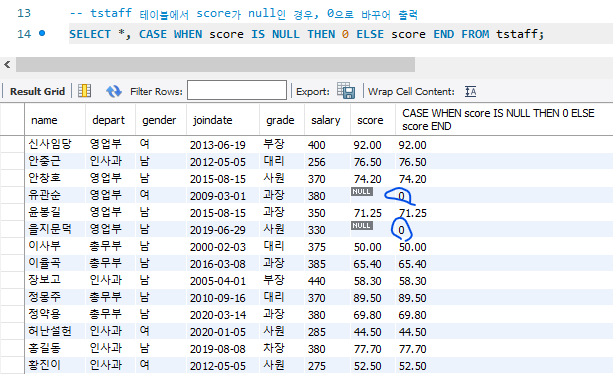 13 -- tstaff 테이블에서 score가 null인 경우, 0으로 바꾸어 출력
14 SELECT *, CASE WHEN score IS NULL THEN 0 ELSE score END FROM tstaff;
Result Grid Filter Rules: Export: Wrap Cell Content:
name depart gender joindate grade salary score CASE WHEN score IS NULL THEN 0 ELSE
score END
신사임당 영업부 여 2013-06-19 부장 400 92.00 92.00
안중근 인사과 남 2012-05-05 대리 256 76.50 76.50
안창호 영업부 남 2015-08-15 사원 370 74.20 74.20
유관순 영업부 여 2009-03-01 과장 380 NULL 0
윤봉길 영업부 남 2015-08-15 과장 350 71.25 71.25
을지문덕 영업부 남 2019-06-29 사원 330 NULL 0
이사부 총무부 남 2000-02-03 대리 375 50.00 50.00
이율곡 총무부 남 2016-03-08 과장 385 65.40 65.40
장보고 인사과 남 2005-04-01 부장 440 58.30 58.30
정몽주 총무부 남 2010-09-16 대리 370 89.50 89.50
정약용 총무부 남 2020-03-14 과장 380 69.80 69.80
허난설헌 인사과 여 2020-01-05 사원 285 44.50 44.50
홍길동 인사과 남 2019-08-08 차장 380 77.70 77.70
황진이 인사과 여 2012-05-05 사원 275 52.50 52.50